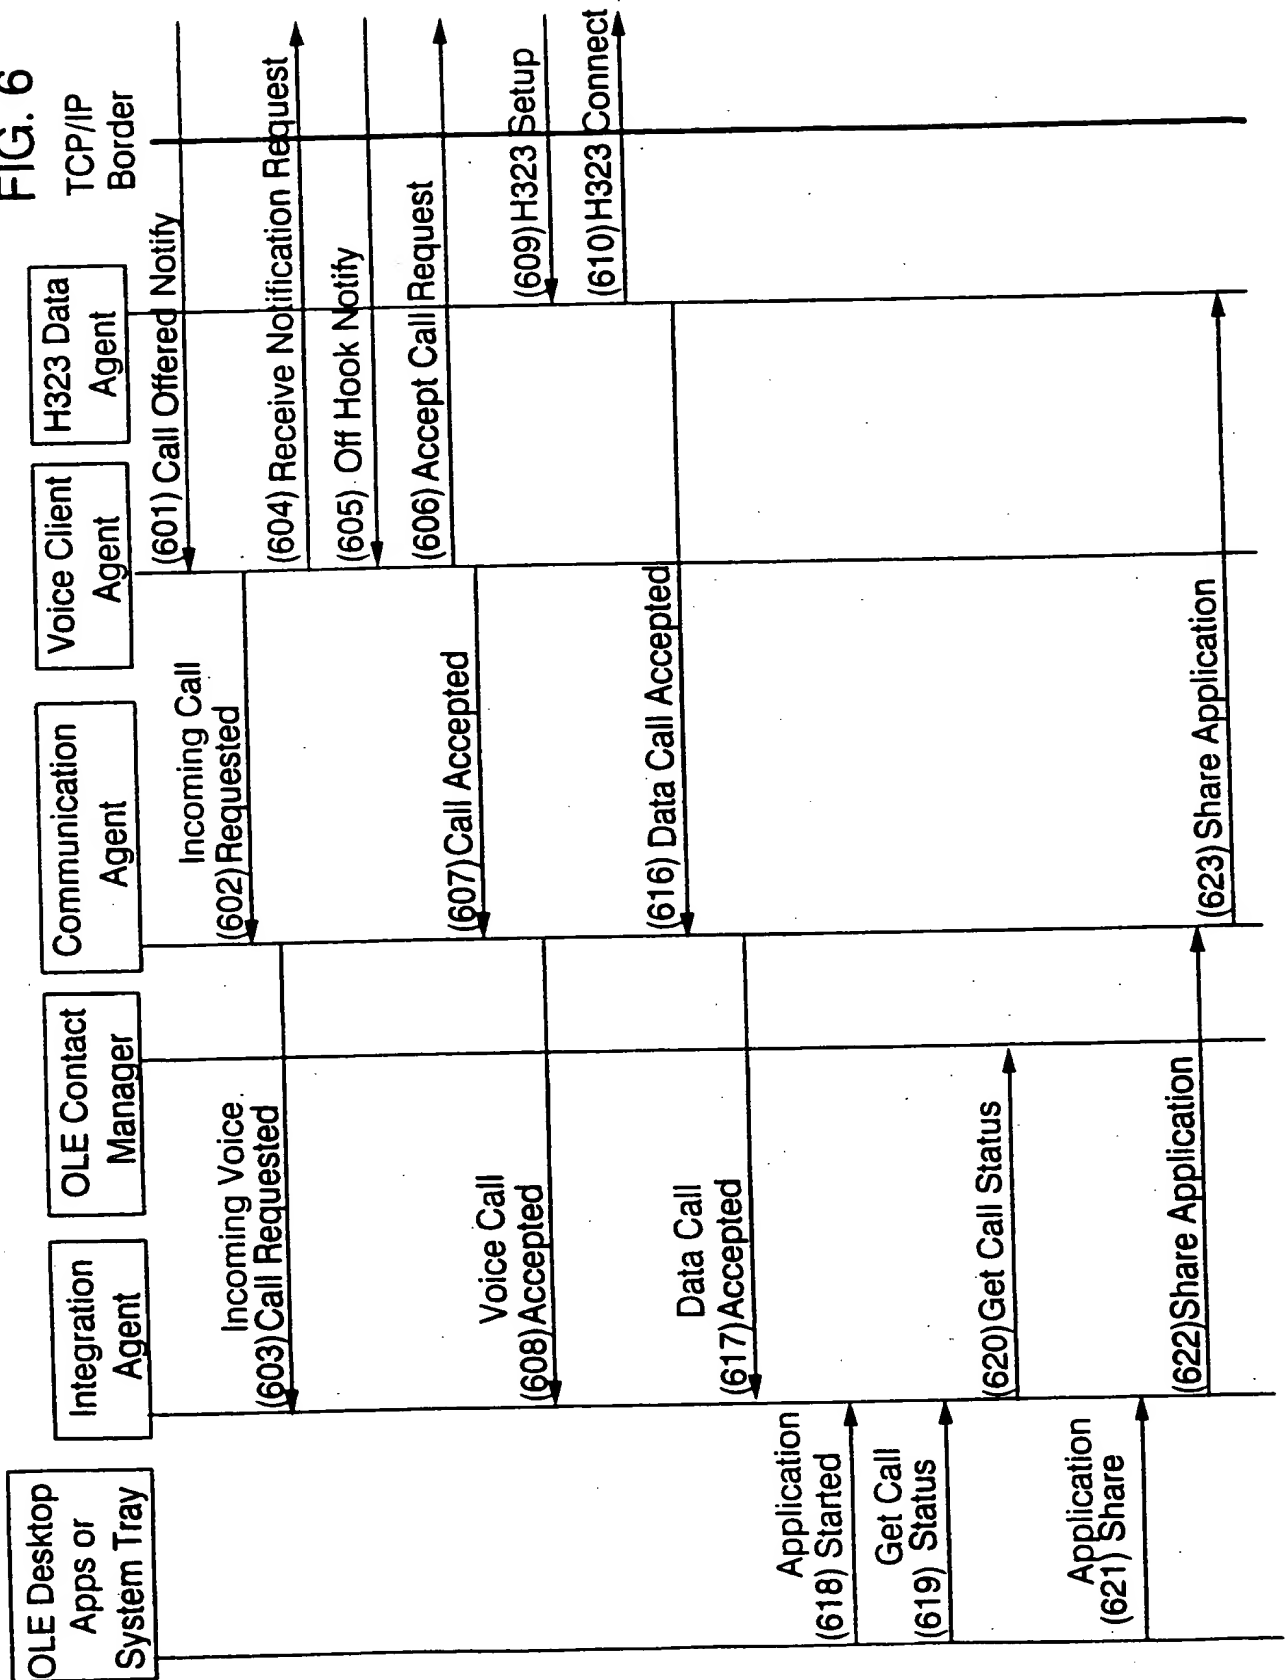 FIG. 6
OLE Desktop
Apps or
System Tray
Integration
Agent
OLE Contact
Manager
Communication
Agent
Voice Client
Agent
H323 Data
Agent
TCP/IP
Border
(601) Call Offered Notify
Incoming Call
(602) Requested
Incoming Voice
(603) Call Requested
(604) Receive Notification Request
(605) Off Hook Notify
(606) Accept Call Request
(607) Call Accepted
Voice Call
(608) Accepted
(609) H323 Setup
(610) H323 Connect
(616) Data Call Accepted
Data Call
(617) Accepted
Application
(618) Started
Get Call
(619) Status
(620) Get Call Status
Application
(621) Share
(622) Share Application
(623) Share Application